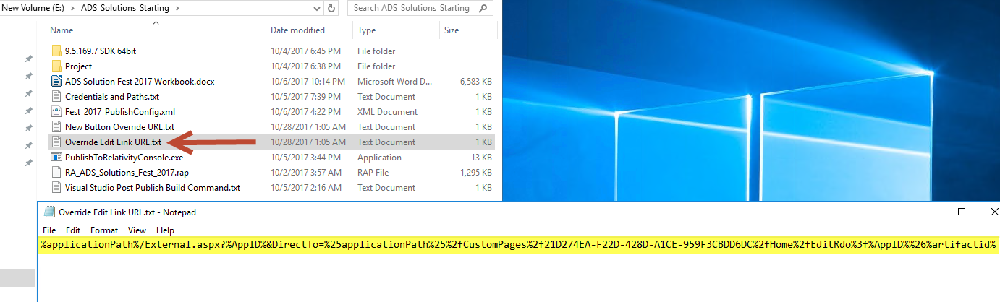 New Volume (E:) > ADS_Solutions_Starting Search ADS_Solutions_Starting
Name Date modified Type Size
9.5.169.7 SDK 64bit 10/4/2017 6:45 PM File folder
Project 10/4/2017 6:38 PM File folder
ADS Solution Fest 2017 Workbook.docx 10/6/2017 10:14 PM Microsoft Word D... 6,583 KB
Credentials and Paths.txt 10/5/2017 7:39 PM Text Document 1 KB
Fest_2017_PublishConfig.xml 10/6/2017 4:22 PM XML Document 1 KB
New Button Override URL.txt 10/28/2017 1:05 AM Text Document 1 KB
Override Edit Link URL.txt 10/28/2017 1:05 AM Text Document 1 KB
PublishToRelativityConsole.exe 10/5/2017 3:44 PM Application 13 KB
RA_ADS_Solutions_Fest_2017.rap 10/2/2017 3:57 AM RAP File 1,295 KB
Visual Studio Post Publish Build Command.txt 10/5/2017 2:16 AM Text Document 1 KB
Override Edit Link URL.txt - Notepad
File Edit Format View Help
%applicationPath%/External.aspx?%AppID%&DirectTo=%25applicationPath%25%2fCustomPages%2f21D274EA-F22D-428D-A1CE-959F3CBDD6DC%2fHome%2fEditRdo%3f%AppID%%26%artifactid%